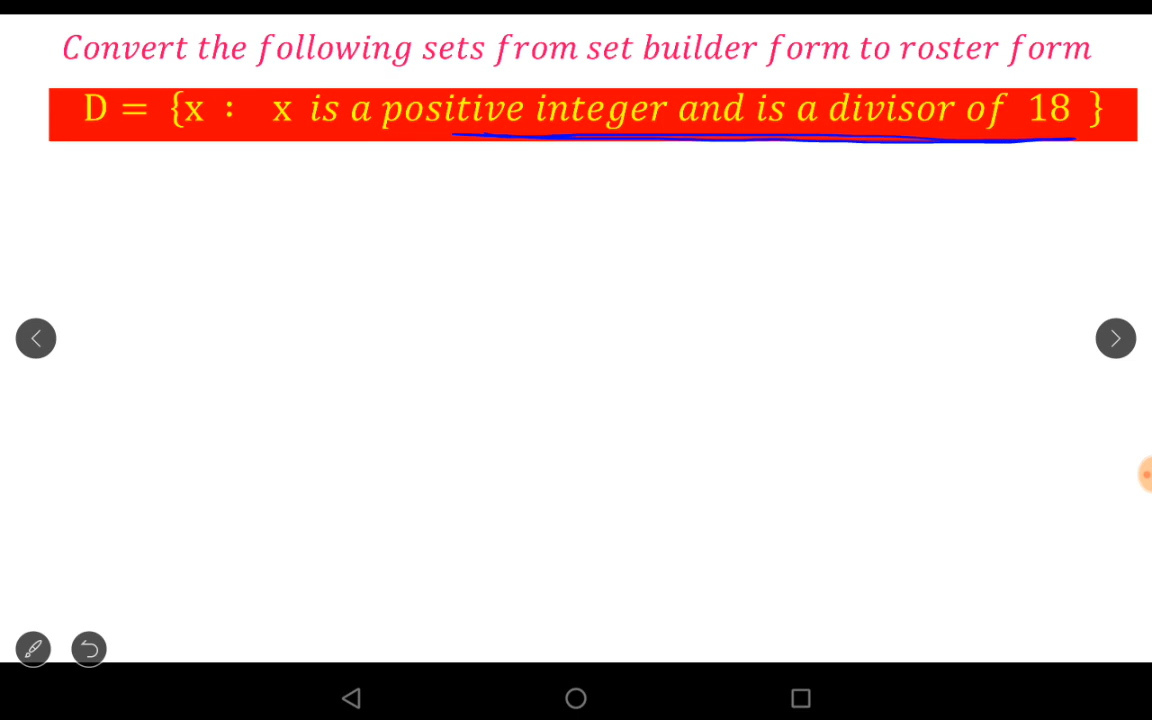 Convert the following sets from set builder form to roster form
D = {x : x is a positive integer and is a divisor of 18 }